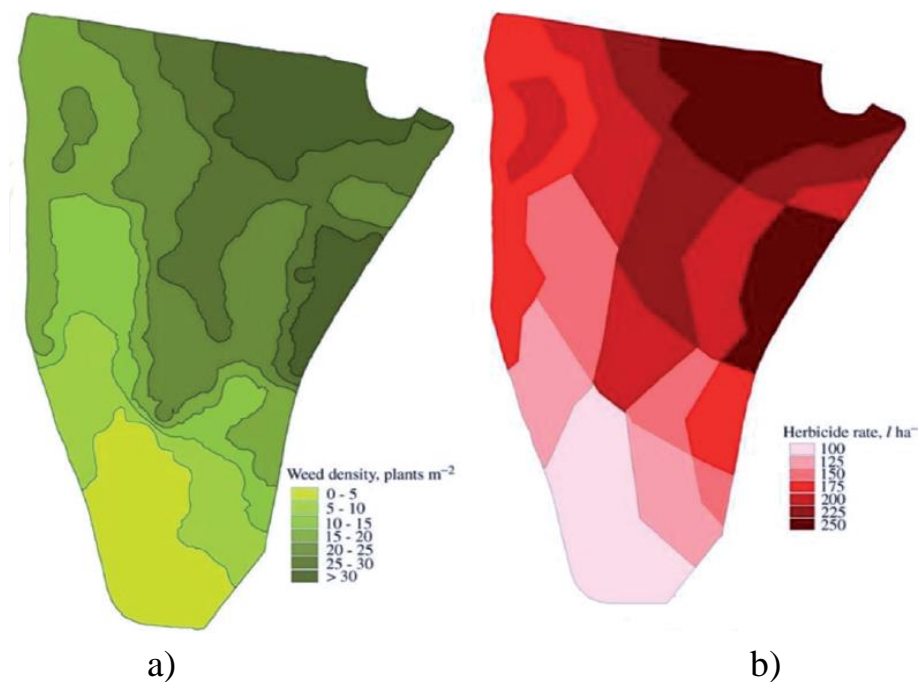 Weed density, plants m⁻²
0 - 5
5 - 10
10 - 15
15 - 20
20 - 25
25 - 30
> 30
Herbicide rate, l ha⁻
100
125
150
175
200
225
250
a)
b)